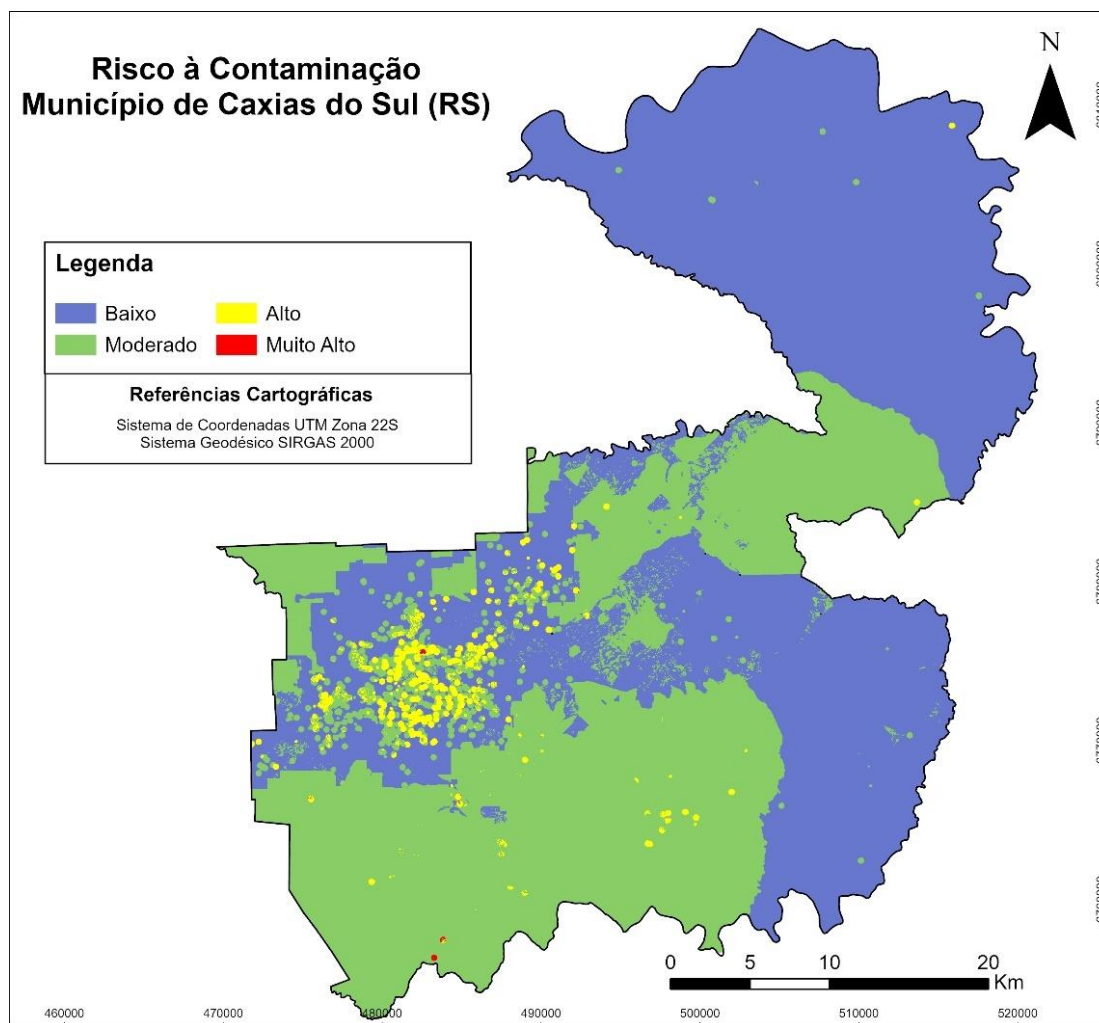 Risco à Contaminação
Município de Caxias do Sul (RS)
N
Legenda
Baixo
Alto
Moderado
Muito Alto
Referências Cartográficas
Sistema de Coordenadas UTM Zona 22S
Sistema Geodésico SIRGAS 2000
0 5 10 20
Km
460000 470000 480000 490000 500000 510000 520000